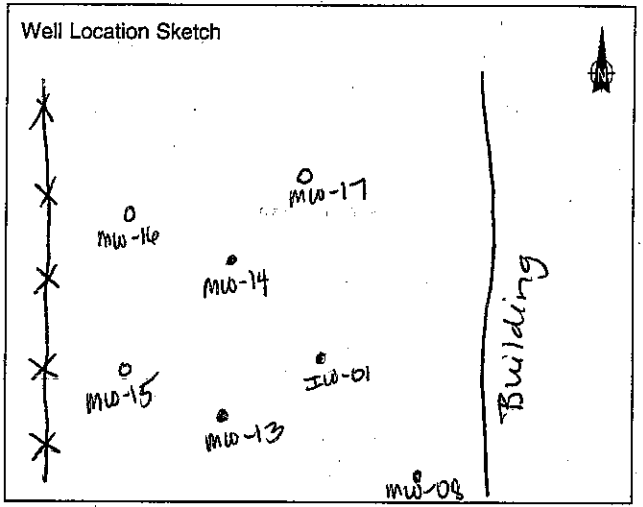 Well Location Sketch
N
MW-17
MW-16
MW-14
IW-01
MW-15
MW-13
Building
MW-08